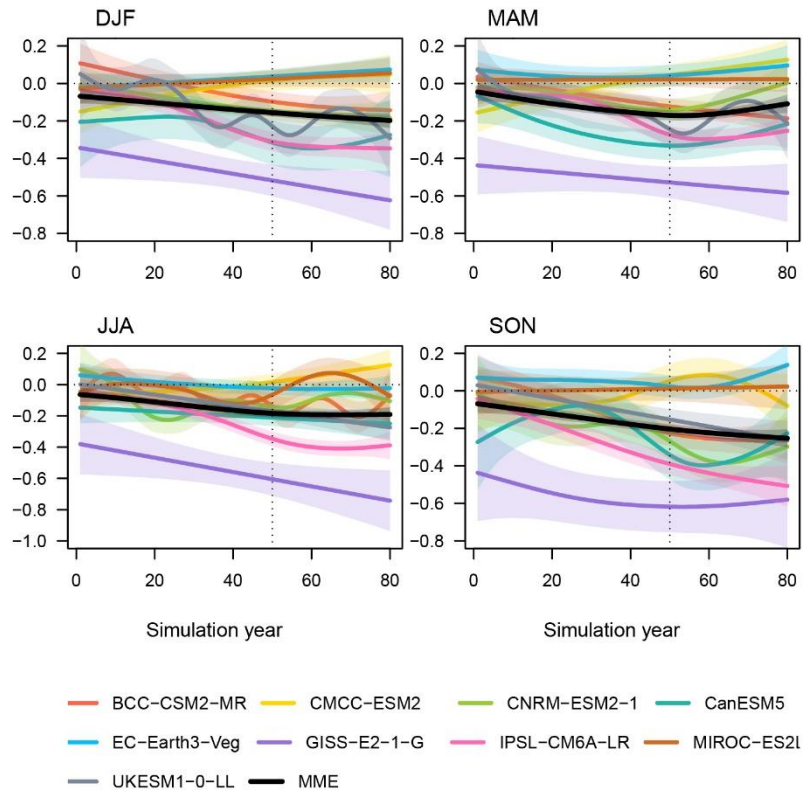 DJF
MAM
0.2
0.0
−0.2
−0.4
−0.6
−0.8
0 20 40 60 80
0.2
0.0
−0.2
−0.4
−0.6
−0.8
0 20 40 60 80
JJA
SON
0.2
0.0
−0.2
−0.4
−0.6
−0.8
−1.0
0 20 40 60 80
0.2
0.0
−0.2
−0.4
−0.6
−0.8
0 20 40 60 80
Simulation year
Simulation year
BCC−CSM2−MR CMCC−ESM2 CNRM−ESM2−1 CanESM5
EC−Earth3−Veg GISS−E2−1−G IPSL−CM6A−LR MIROC−ES2L
UKESM1−0−LL MME